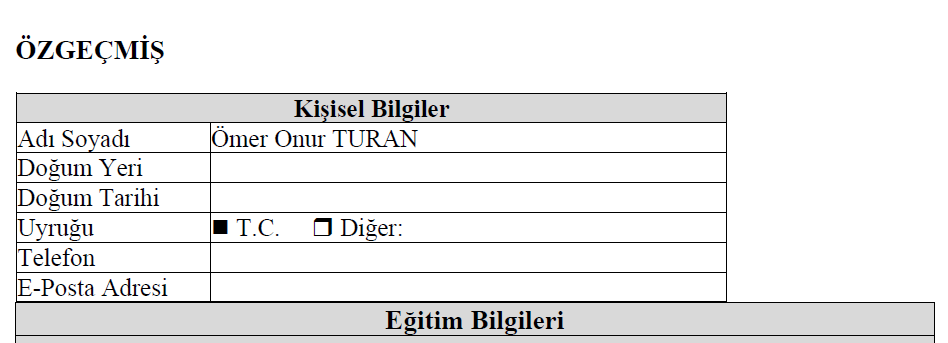 ÖZGEÇMİŞ
Kişisel Bilgiler
Adı Soyadı Ömer Onur TURAN
Doğum Yeri
Doğum Tarihi
Uyruğu ■ T.C. ❒ Diğer:
Telefon
E-Posta Adresi
Eğitim Bilgileri